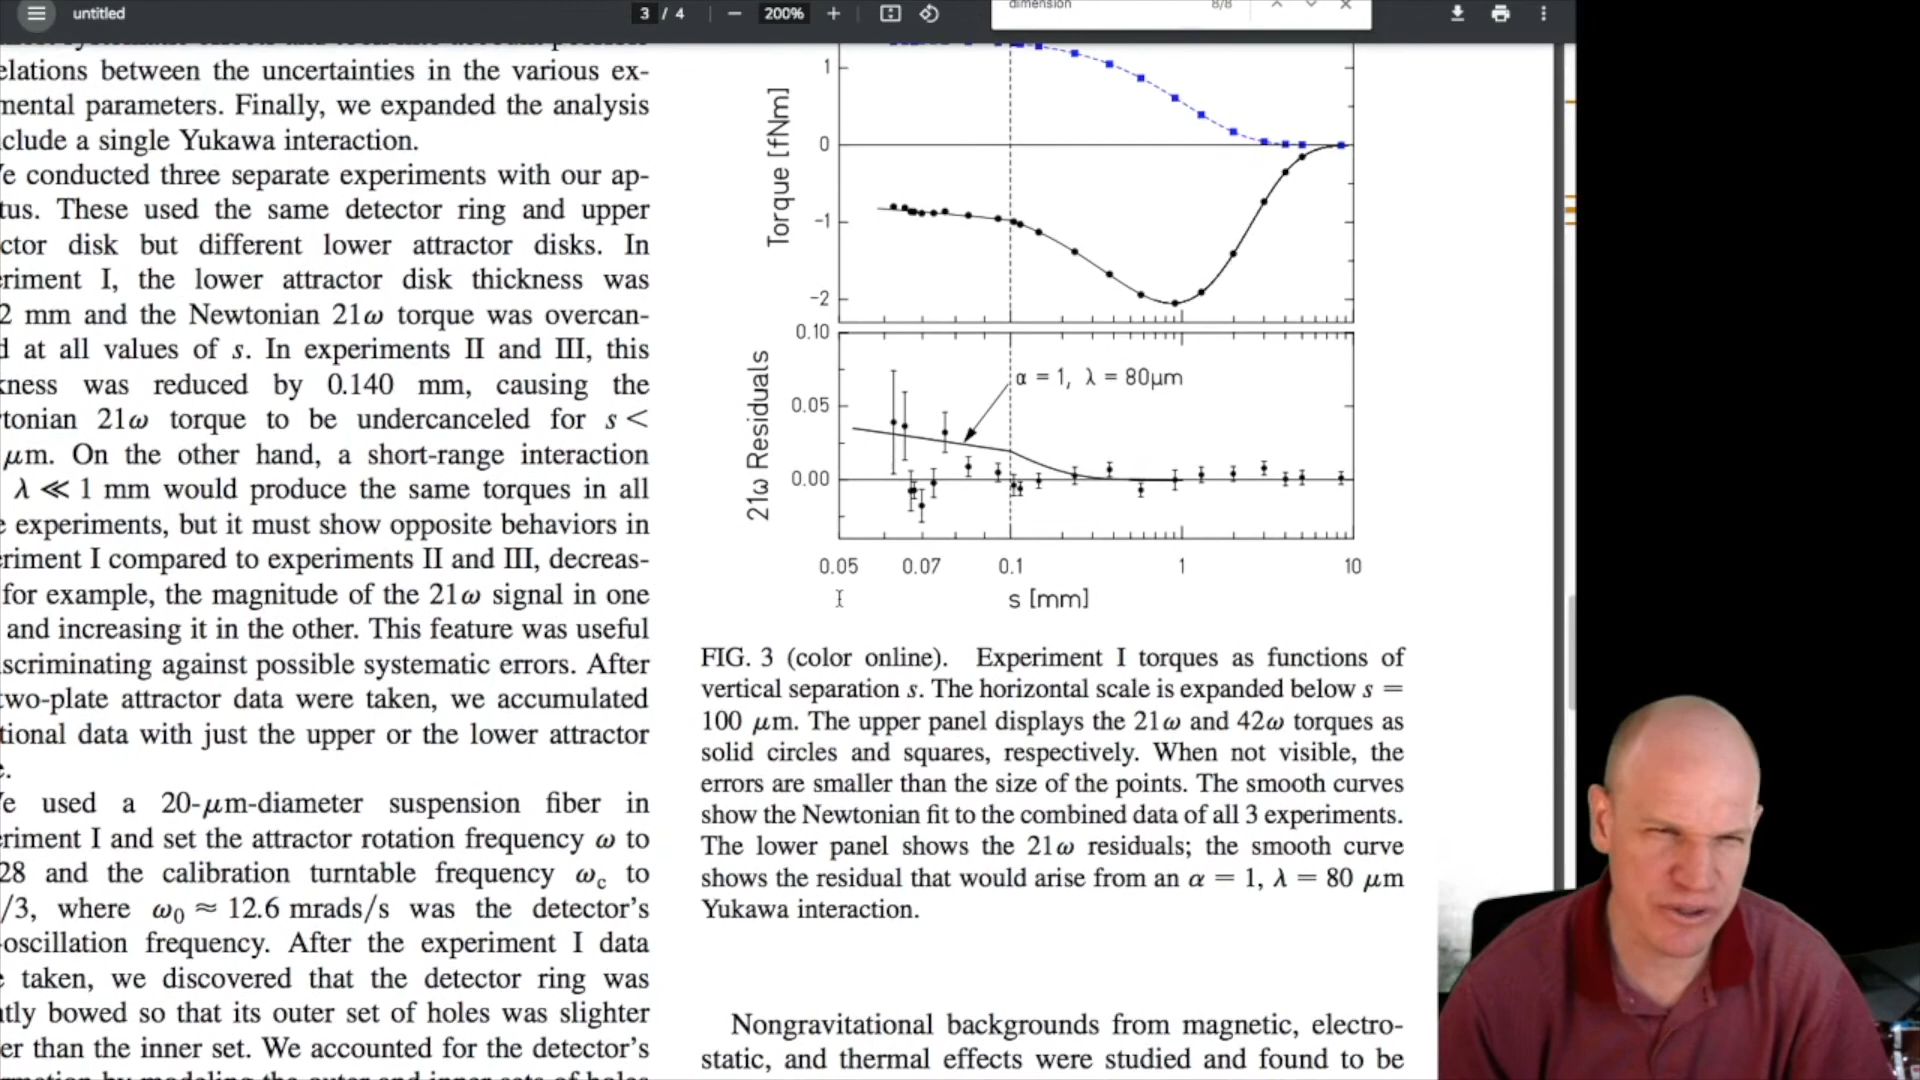 untitled
3 / 4
200%
dimension
8/8
elations between the uncertainties in the various ex-
mental parameters. Finally, we expanded the analysis
clude a single Yukawa interaction.
e conducted three separate experiments with our ap-
tus. These used the same detector ring and upper
ctor disk but different lower attractor disks. In
riment I, the lower attractor disk thickness was
2 mm and the Newtonian 21ω torque was overcan-
d at all values of s. In experiments II and III, this
kness was reduced by 0.140 mm, causing the
tonian 21ω torque to be undercanceled for s <
μm. On the other hand, a short-range interaction
λ ≪ 1 mm would produce the same torques in all
e experiments, but it must show opposite behaviors in
riment I compared to experiments II and III, decreas-
for example, the magnitude of the 21ω signal in one
and increasing it in the other. This feature was useful
scriminating against possible systematic errors. After
two-plate attractor data were taken, we accumulated
tional data with just the upper or the lower attractor
e.
e used a 20-μm-diameter suspension fiber in
riment I and set the attractor rotation frequency ω to
28 and the calibration turntable frequency ωc to
/3, where ω0 ≈ 12.6 mrads/s was the detector's
-oscillation frequency. After the experiment I data
e taken, we discovered that the detector ring was
ntly bowed so that its outer set of holes was slighter
er than the inner set. We accounted for the detector's
Torque [fNm]
1
0
−1
−2
21ω Residuals
0.10
0.05
0.00
α = 1, λ = 80μm
0.05 0.07 0.1 1 10
s [mm]
FIG. 3 (color online). Experiment I torques as functions of
vertical separation s. The horizontal scale is expanded below s =
100 μm. The upper panel displays the 21ω and 42ω torques as
solid circles and squares, respectively. When not visible, the
errors are smaller than the size of the points. The smooth curves
show the Newtonian fit to the combined data of all 3 experiments.
The lower panel shows the 21ω residuals; the smooth curve
shows the residual that would arise from an α = 1, λ = 80 μm
Yukawa interaction.
Nongravitational backgrounds from magnetic, electro-
static, and thermal effects were studied and found to be